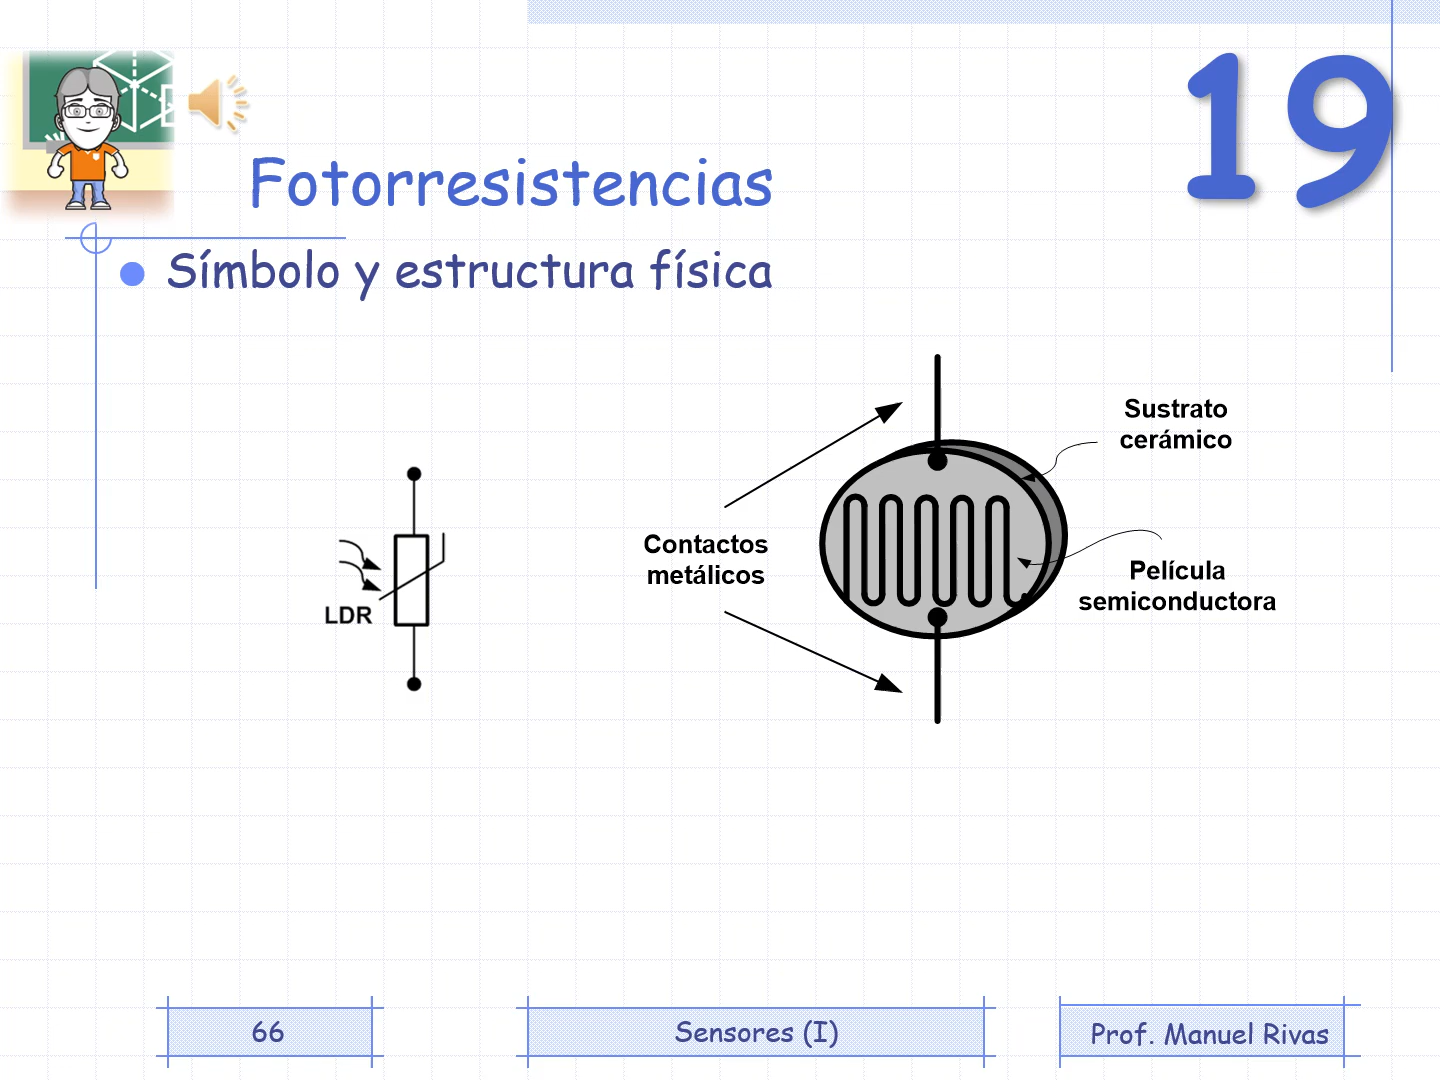 19
Fotorresistencias
Símbolo y estructura física
Sustrato
cerámico
Contactos
metálicos
Película
semiconductora
LDR
66
Sensores (I)
Prof. Manuel Rivas